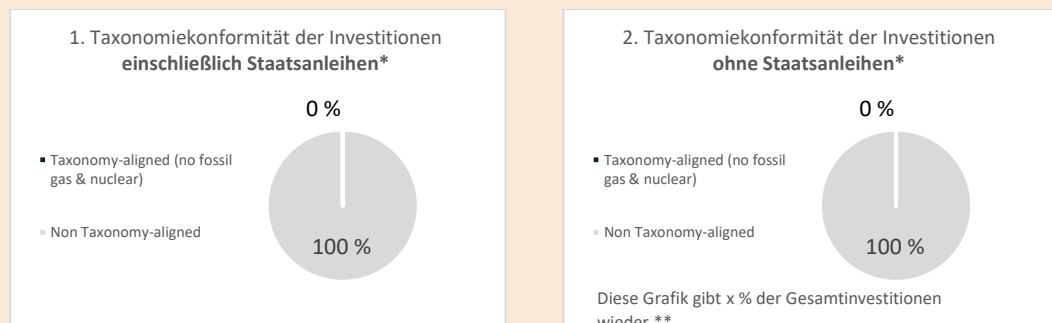 1. Taxonomiekonformität der Investitionen
einschließlich Staatsanleihen*
0 %
Taxonomy-aligned (no fossil
gas & nuclear)
Non Taxonomy-aligned
100 %
2. Taxonomiekonformität der Investitionen
ohne Staatsanleihen*
0 %
Taxonomy-aligned (no fossil
gas & nuclear)
Non Taxonomy-aligned
100 %
Diese Grafik gibt x % der Gesamtinvestitionen
wieder.**